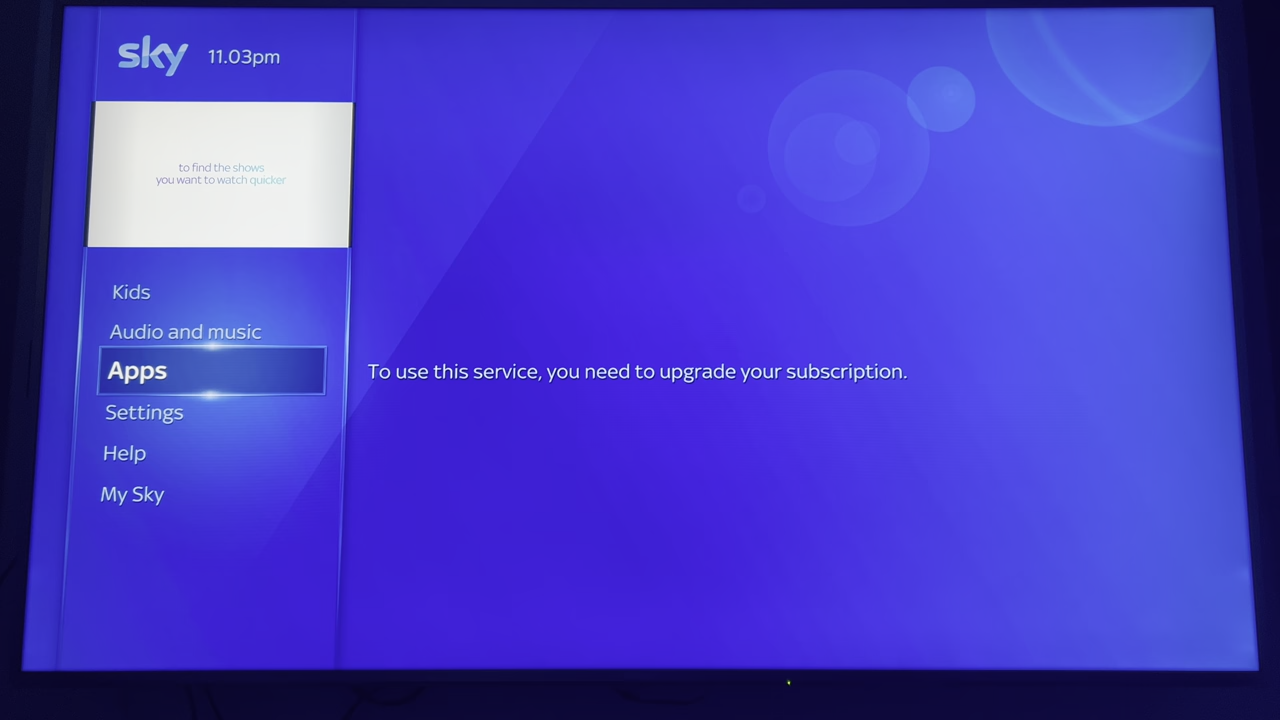 sky 11.03pm
to find the shows
you want to watch quicker
Kids
Audio and music
Apps
To use this service, you need to upgrade your subscription.
Settings
Help
My Sky